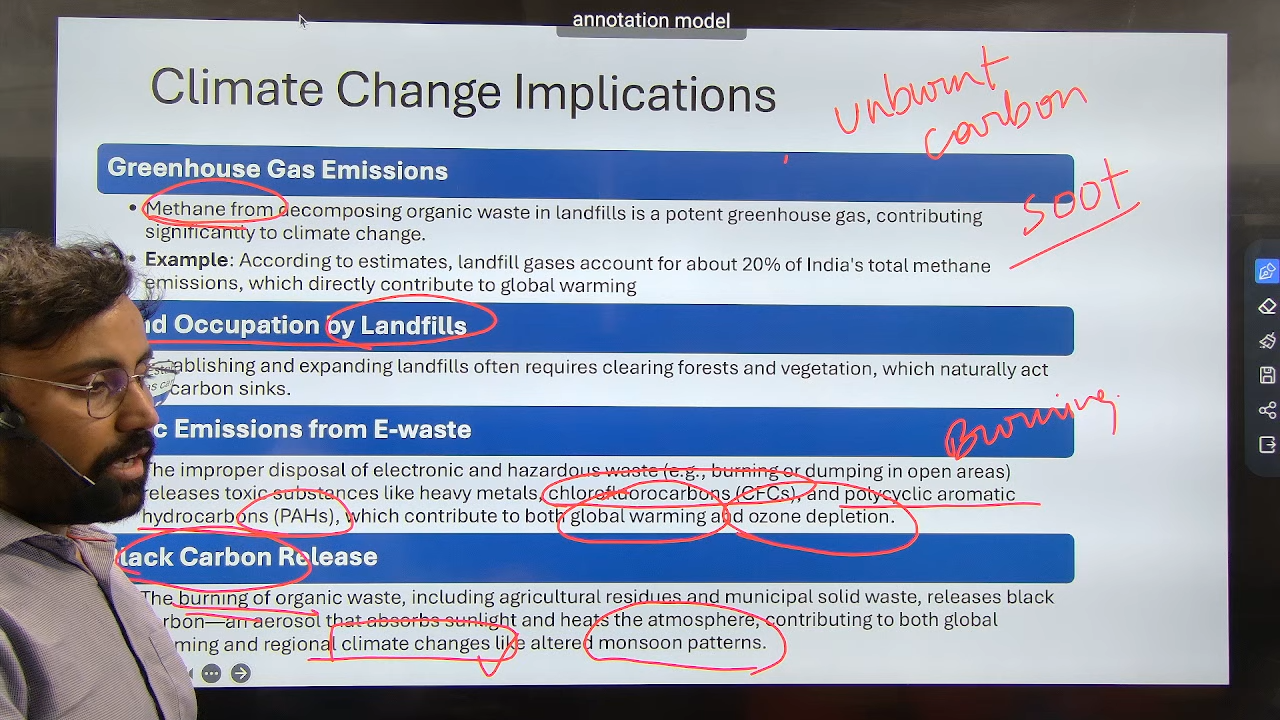 annotation model
Climate Change Implications
unburnt
carbon
soot
Greenhouse Gas Emissions
• Methane from decomposing organic waste in landfills is a potent greenhouse gas, contributing
significantly to climate change.
• Example: According to estimates, landfill gases account for about 20% of India's total methane
emissions, which directly contribute to global warming
nd Occupation by Landfills
ablishing and expanding landfills often requires clearing forests and vegetation, which naturally act
carbon sinks.
Burning
c Emissions from E-waste
The improper disposal of electronic and hazardous waste (e.g., burning or dumping in open areas)
releases toxic substances like heavy metals, chlorofluorocarbons (CFCs), and polycyclic aromatic
hydrocarbons (PAHs), which contribute to both global warming and ozone depletion.
lack Carbon Release
The burning of organic waste, including agricultural residues and municipal solid waste, releases black
rbon—an aerosol that absorbs sunlight and heats the atmosphere, contributing to both global
ming and regional climate changes like altered monsoon patterns.